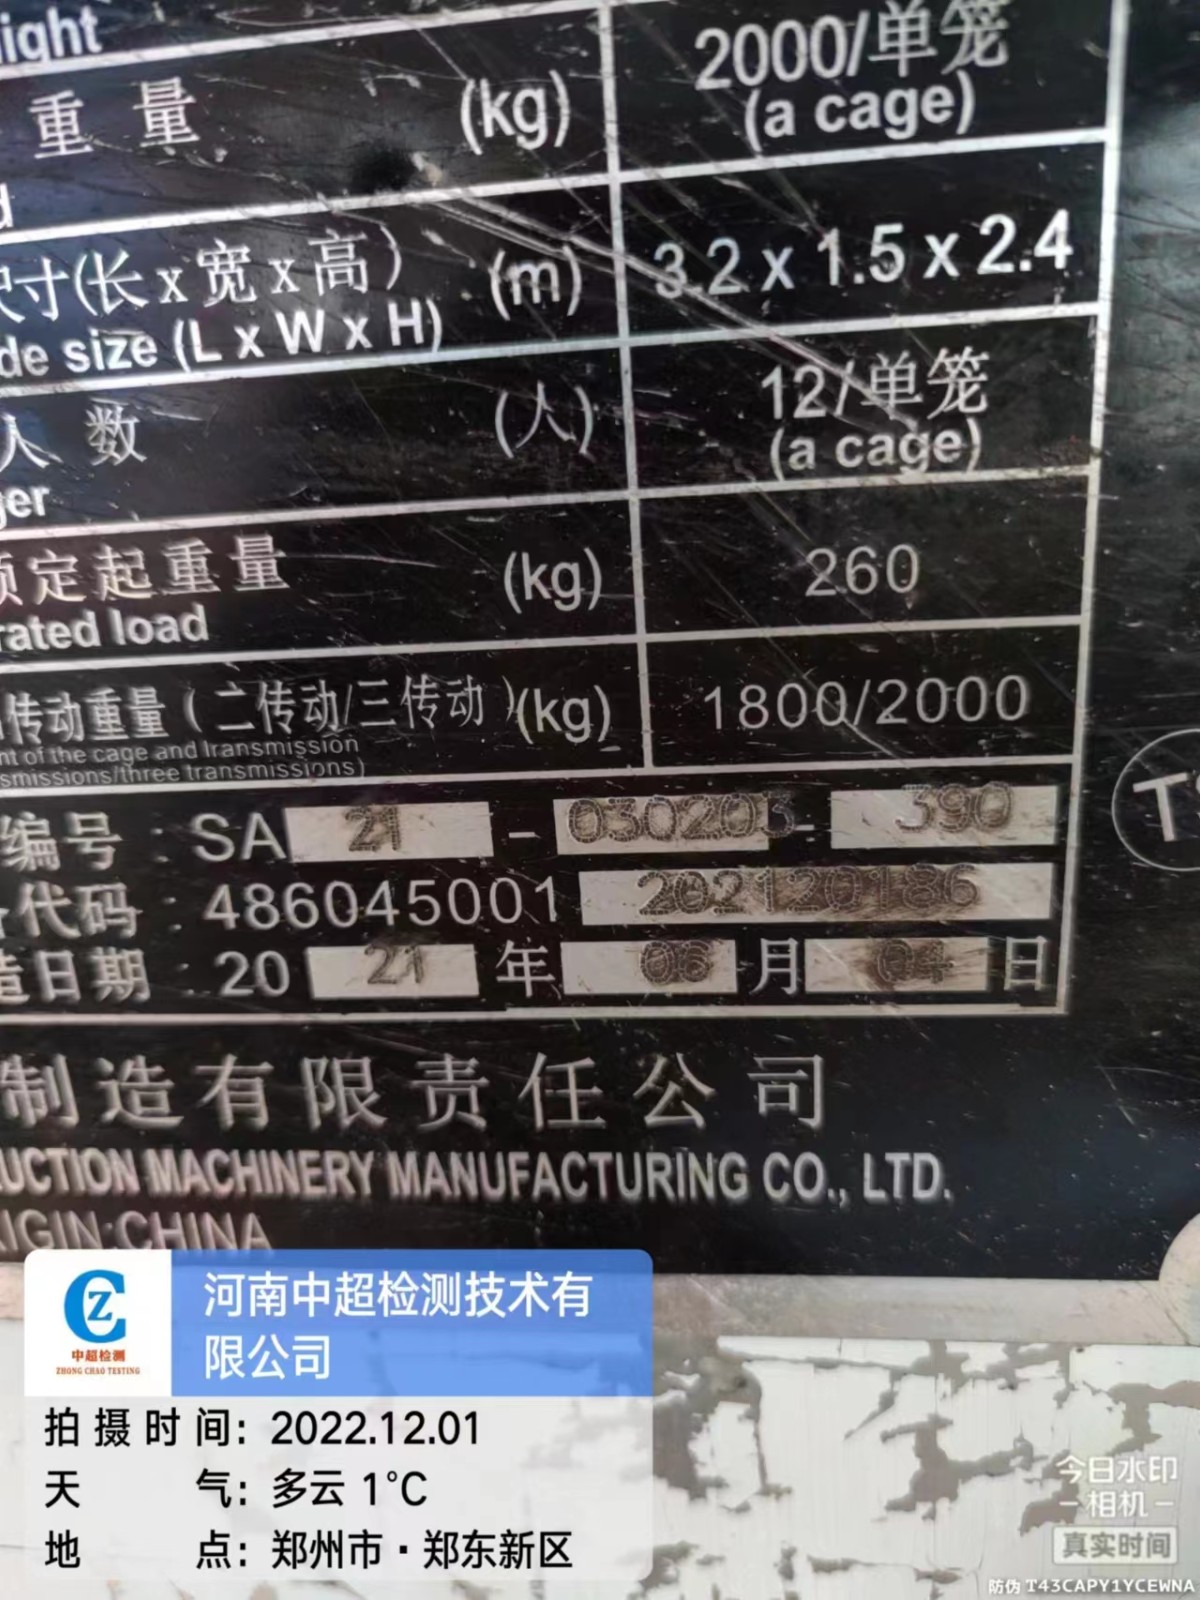 ight
重量 (kg) 2000/单笼
(a cage)
d
尺寸(长x宽x高) (m) 3.2 x 1.5 x 2.4
de size (L x W x H)
人数 (人) 12/单笼
(a cage)
ger
额定起重量 (kg) 260
rated load
传动重量(二传动/三传动)(kg) 1800/2000
nt of the cage and transmission
smissions/three transmissions)
编号:SA 21 - 030203 - 390
代码:486045001 202120186
造日期:20 21 年 08 月 04 日
T
制造有限责任公司
UCTION MACHINERY MANUFACTURING CO., LTD.
IGIN:CHINA
CZ
中超检测
ZHONG CHAO TESTING
河南中超检测技术有
限公司
拍摄时间:2022.12.01
天气:多云 1℃
地点:郑州市·郑东新区
今日水印
-相机-
真实时间
防伪 T43CAPY1YCEWNA